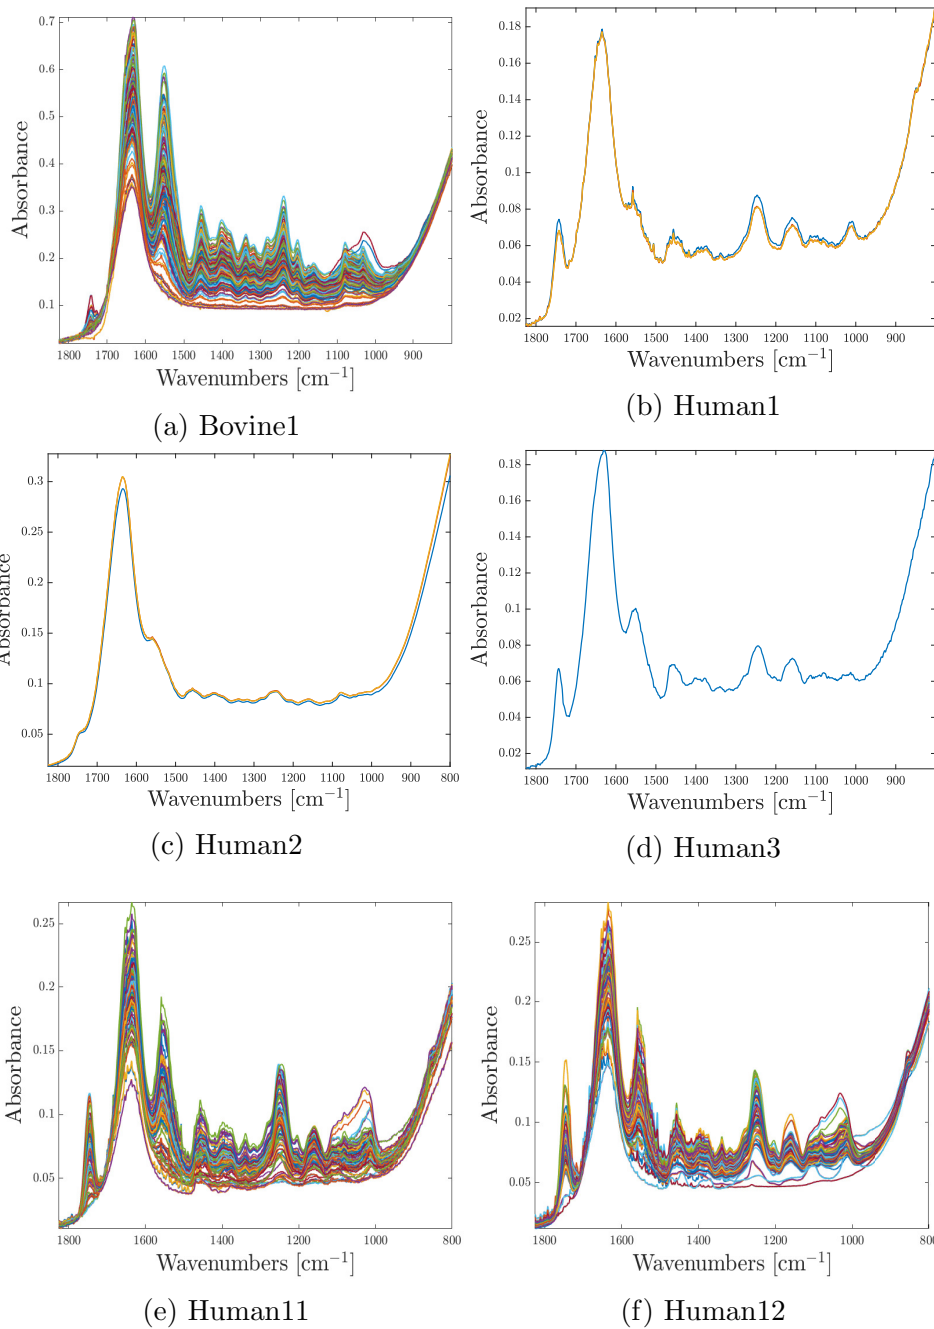 0.7
0.6
0.5
0.4
0.3
0.2
0.1
Absorbance
1800 1700 1600 1500 1400 1300 1200 1100 1000 900
Wavenumbers [cm−1]
(a) Bovine1
0.18
0.16
0.14
0.12
0.1
0.08
0.06
0.04
0.02
Absorbance
1800 1700 1600 1500 1400 1300 1200 1100 1000 900
Wavenumbers [cm−1]
(b) Human1
0.3
0.25
0.2
0.15
0.1
0.05
Absorbance
1800 1700 1600 1500 1400 1300 1200 1100 1000 900 800
Wavenumbers [cm−1]
(c) Human2
0.18
0.16
0.14
0.12
0.1
0.08
0.06
0.04
0.02
Absorbance
1800 1700 1600 1500 1400 1300 1200 1100 1000 900
Wavenumbers [cm−1]
(d) Human3
0.25
0.2
0.15
0.1
0.05
Absorbance
1800 1600 1400 1200 1000 800
Wavenumbers [cm−1]
(e) Human11
0.25
0.2
0.15
0.1
0.05
Absorbance
1800 1600 1400 1200 1000 800
Wavenumbers [cm−1]
(f) Human12